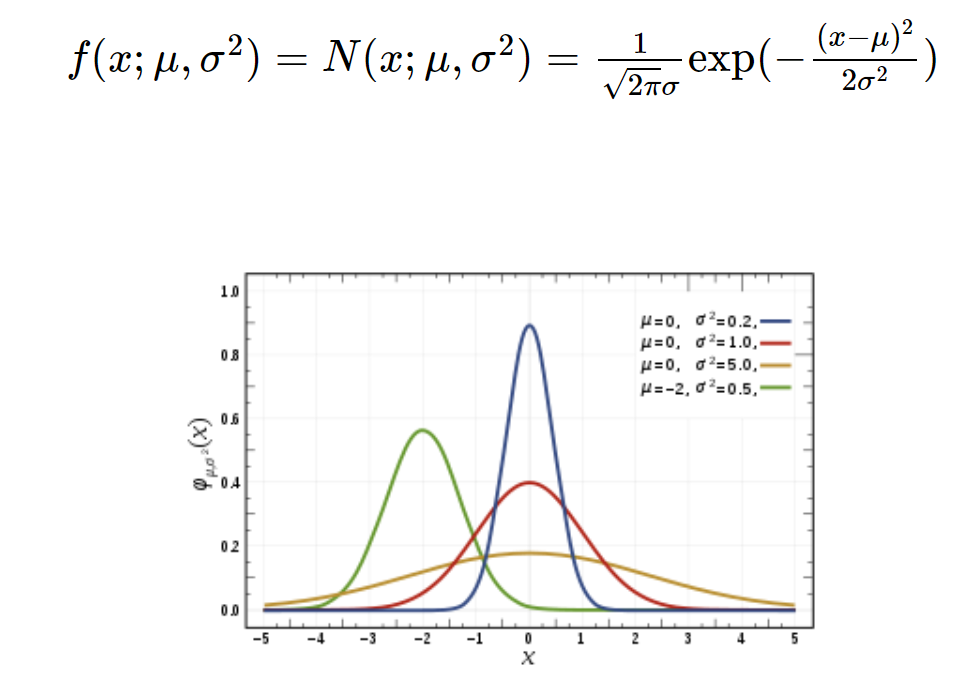 f(x; μ, σ²) = N(x; μ, σ²) = 1/(√2πσ) exp(−(x−μ)²/2σ²)
1.0
0.8
0.6
0.4
0.2
0.0
φμ,σ²(x)
μ=0, σ²=0.2,
μ=0, σ²=1.0,
μ=0, σ²=5.0,
μ=-2, σ²=0.5,
-5 -4 -3 -2 -1 0 1 2 3 4 5
x